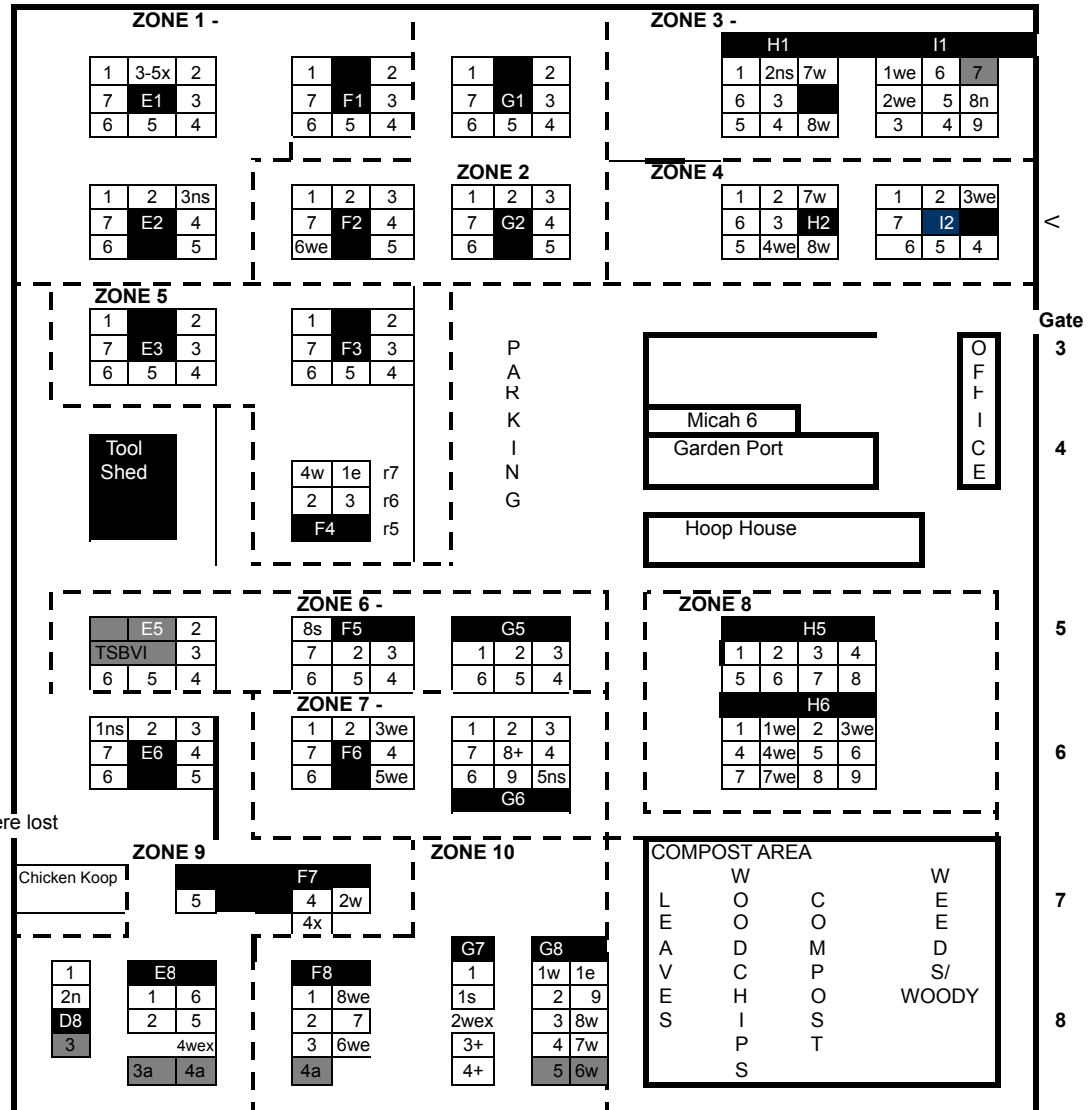 ZONE 1 - ZONE 3 -
H1 I1
1 3-5x 2 1 2 1 2 1 2ns 7w 1we 6 7
7 E1 3 7 F1 3 7 G1 3 6 3 2we 5 8n
6 5 4 6 5 4 6 5 4 5 4 8w 3 4 9
ZONE 2 ZONE 4
1 2 3ns 1 2 3 1 2 3 1 2 7w 1 2 3we
7 E2 4 7 F2 4 7 G2 4 6 3 H2 7 I2 <
6 5 6we 5 6 5 5 4we 8w 6 5 4
ZONE 5
1 2 1 2 Gate
7 E3 3 7 F3 3 3
6 5 4 6 5 4
PARKING
OFFICE
Micah 6
Tool Garden Port 4
Shed
4w 1e r7
2 3 r6
F4 r5
Hoop House
ZONE 6 - ZONE 8
E5 2 8s F5 G5 H5 5
TSBVI 3 7 2 3 1 2 3 1 2 3 4
6 5 4 6 5 4 6 5 4 5 6 7 8
ZONE 7 - H6
1ns 2 3 1 2 3we 1 2 3 1 1we 2 3we
7 E6 4 7 F6 4 7 8+ 4 4 4we 5 6 6
6 5 6 5we 6 9 5ns 7 7we 8 9
G6
ere lost
ZONE 9 ZONE 10 COMPOST AREA
Chicken Koop F7
5 4 2w 7
4x
LEAVES
WOODCHIPS
COMPOST
WEEDS/
WOODY
G7 G8
1 E8 F8 1 1w 1e
2n 1 6 1 8we 1s 2 9
D8 2 5 2 7 2wex 3 8w 8
3 4wex 3 6we 3+ 4 7w
3a 4a 4a 4+ 5 6w